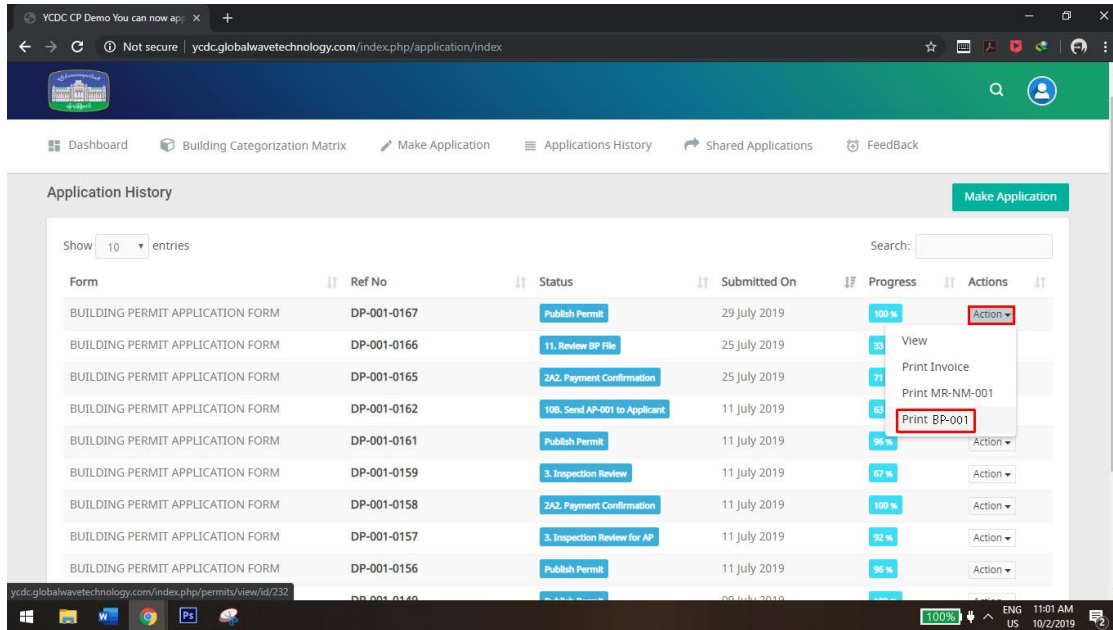 YCDC CP Demo You can now app
Not secure | ycdc.globalwavetechnology.com/index.php/application/index
Dashboard Building Categorization Matrix Make Application Applications History Shared Applications FeedBack
Application History Make Application
Show 10 entries Search:
Form Ref No Status Submitted On Progress Actions
BUILDING PERMIT APPLICATION FORM DP-001-0167 Publish Permit 29 July 2019 100 % Action
BUILDING PERMIT APPLICATION FORM DP-001-0166 11. Review BP File 25 July 2019 33
View
BUILDING PERMIT APPLICATION FORM DP-001-0165 2A2. Payment Confirmation 25 July 2019 71
Print Invoice
Print MR-NM-001
BUILDING PERMIT APPLICATION FORM DP-001-0162 10B. Send AP-001 to Applicant 11 July 2019 63
Print BP-001
BUILDING PERMIT APPLICATION FORM DP-001-0161 Publish Permit 11 July 2019 96 % Action
BUILDING PERMIT APPLICATION FORM DP-001-0159 3. Inspection Review 11 July 2019 67 % Action
BUILDING PERMIT APPLICATION FORM DP-001-0158 2A2. Payment Confirmation 11 July 2019 100 % Action
BUILDING PERMIT APPLICATION FORM DP-001-0157 3. Inspection Review for AP 11 July 2019 92 % Action
BUILDING PERMIT APPLICATION FORM DP-001-0156 Publish Permit 11 July 2019 96 % Action
ycdc.globalwavetechnology.com/index.php/permits/view/id/232
DP-001-0149 09 July 2019
100% ENG 11:01 AM
US 10/2/2019